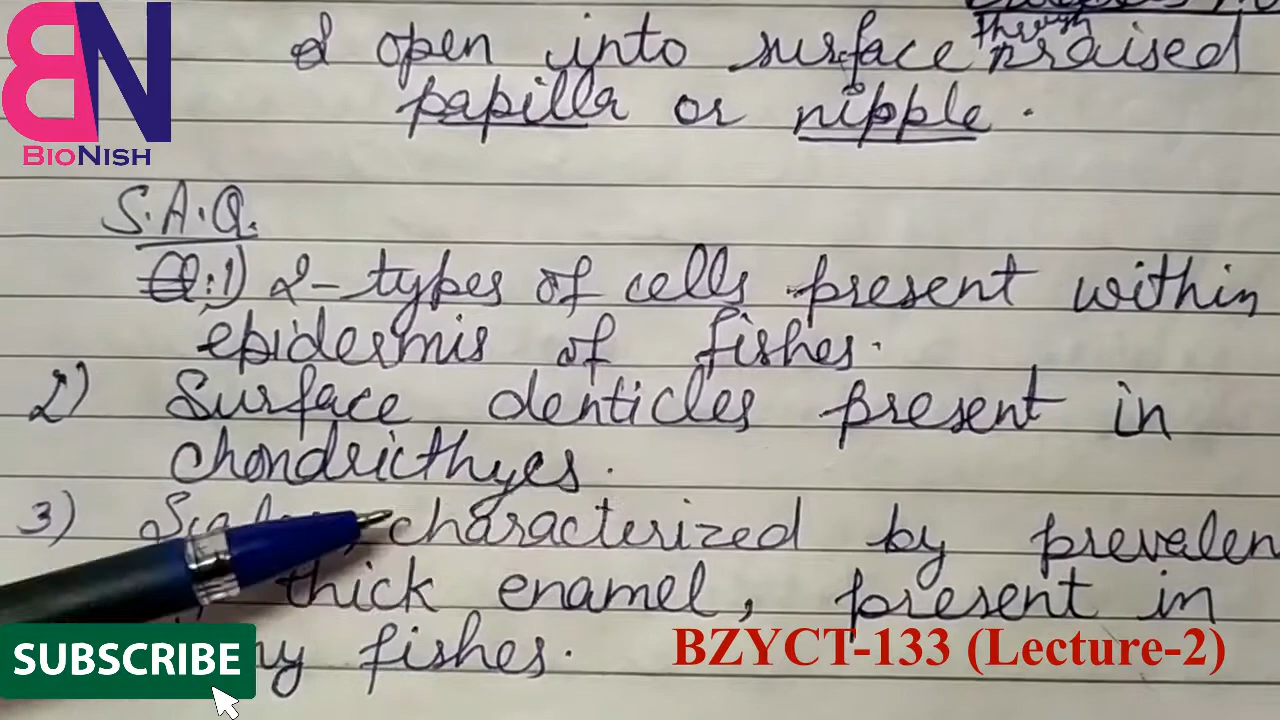 & open into surface through raised
papilla or nipple.
BN
BIONISH
S.A.Q.
Q.1) 2-types of cells present within
epidermis of fishes.
2) Surface denticles present in
chondricthyes.
3) characterized by prevalen
thick enamel, present in
ny fishes.
SUBSCRIBE
BZYCT-133 (Lecture-2)